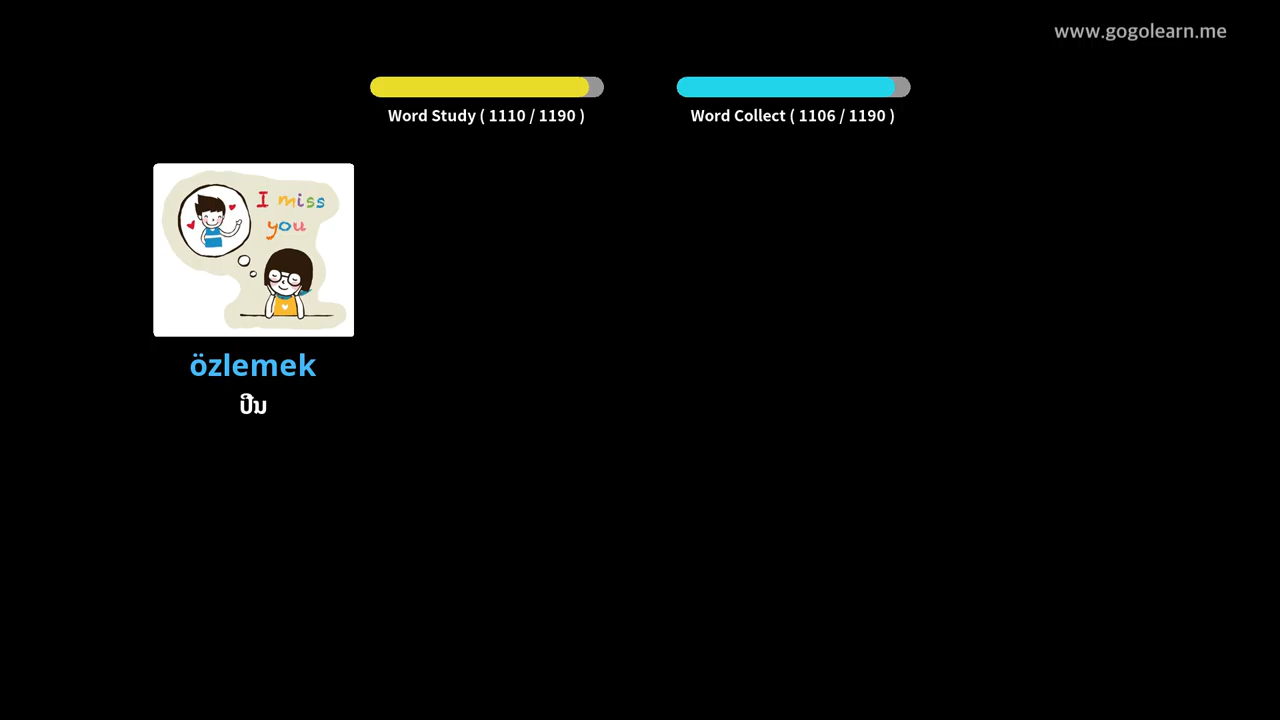 www.gogolearn.me
Word Study ( 1110 / 1190 )
Word Collect ( 1106 / 1190 )
I miss
you
özlemek
ປືນ